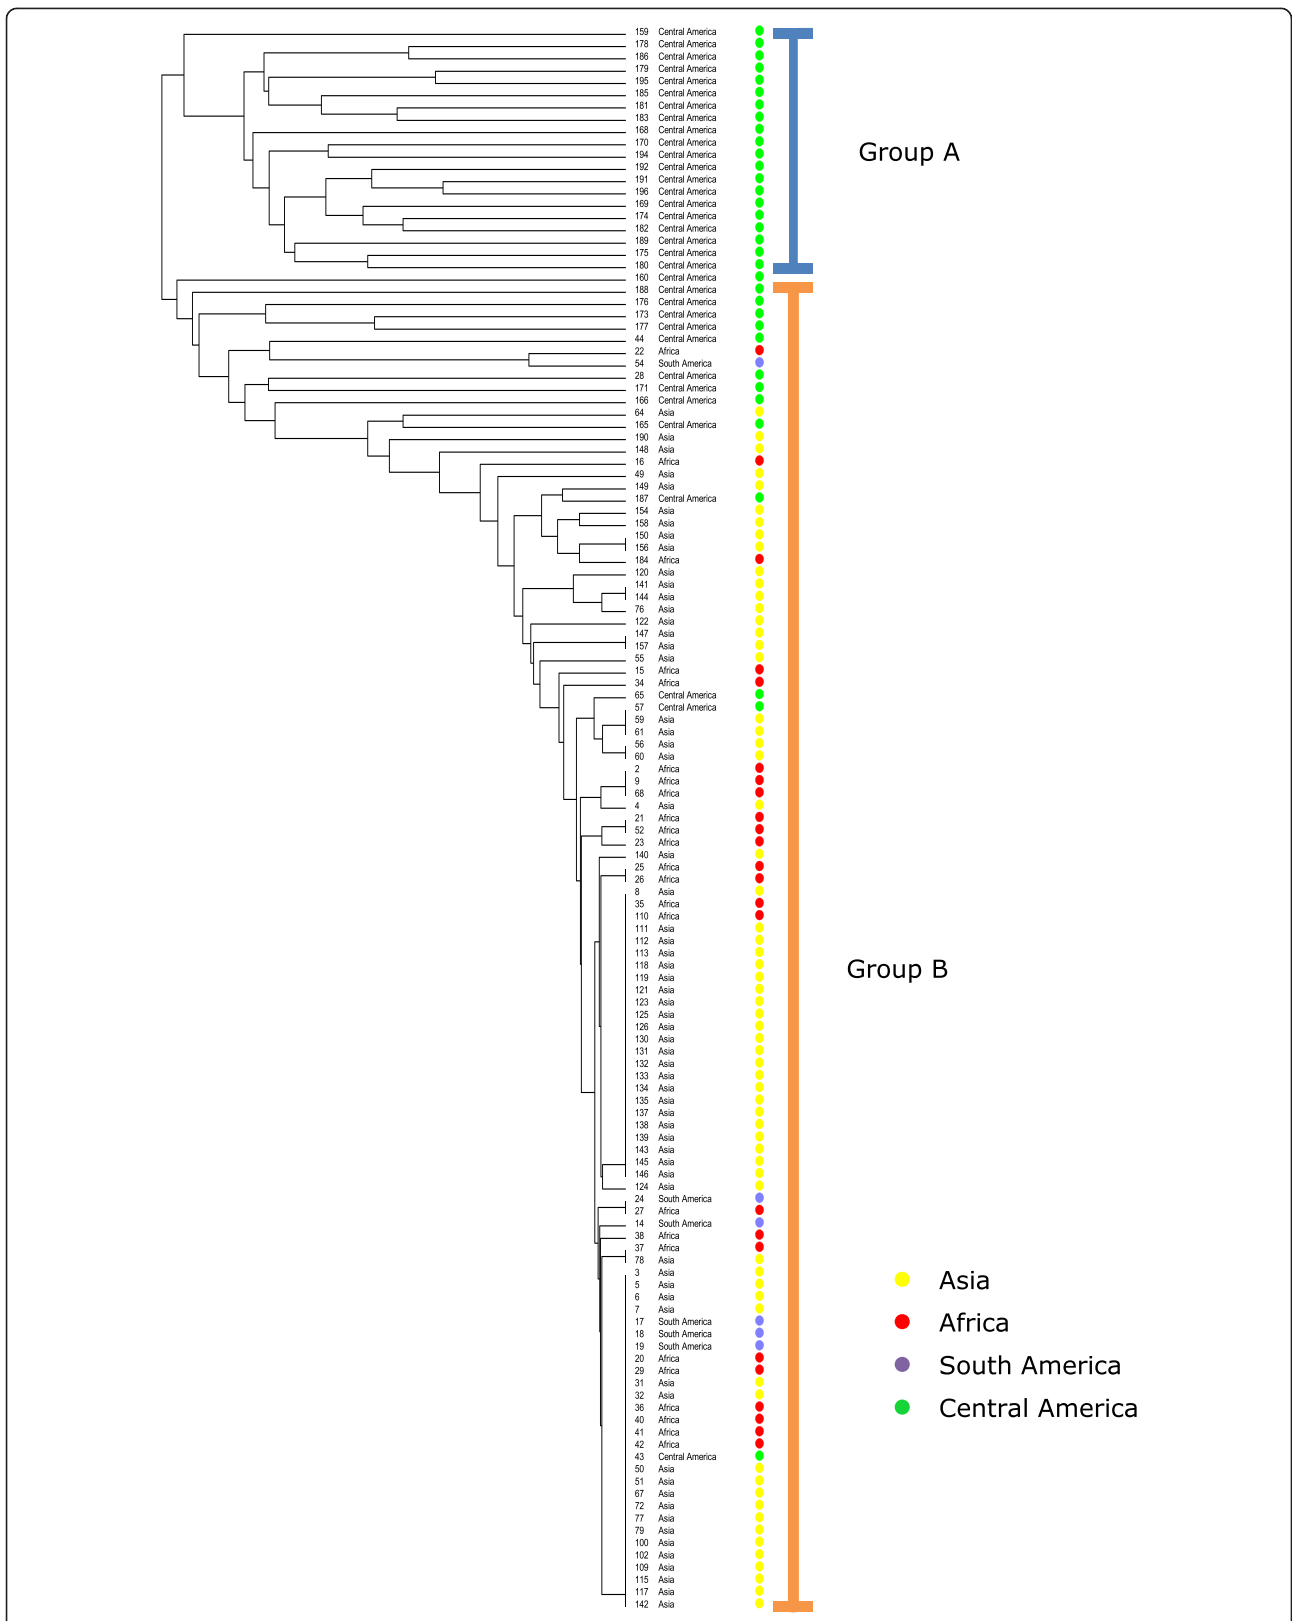 159 Central America
178 Central America
186 Central America
179 Central America
195 Central America
185 Central America
181 Central America
183 Central America
168 Central America
170 Central America
194 Central America
192 Central America
191 Central America
196 Central America
169 Central America
174 Central America
182 Central America
189 Central America
175 Central America
180 Central America
160 Central America
188 Central America
176 Central America
173 Central America
177 Central America
44 Central America
22 Africa
54 South America
28 Central America
171 Central America
166 Central America
64 Asia
165 Central America
190 Asia
148 Asia
16 Africa
49 Asia
149 Asia
187 Central America
154 Asia
158 Asia
150 Asia
156 Asia
184 Africa
120 Asia
141 Asia
144 Asia
76 Asia
122 Asia
147 Asia
157 Asia
55 Asia
15 Africa
34 Africa
65 Central America
57 Central America
59 Asia
61 Asia
56 Asia
60 Asia
2 Africa
9 Africa
68 Africa
4 Asia
21 Africa
52 Africa
23 Africa
140 Asia
25 Africa
26 Africa
8 Asia
35 Africa
110 Africa
111 Asia
112 Asia
113 Asia
118 Asia
119 Asia
121 Asia
123 Asia
125 Asia
126 Asia
130 Asia
131 Asia
132 Asia
133 Asia
134 Asia
135 Asia
137 Asia
138 Asia
139 Asia
143 Asia
145 Asia
146 Asia
124 Asia
24 South America
27 Africa
14 South America
38 Africa
37 Africa
78 Asia
3 Asia
5 Asia
6 Asia
7 Asia
17 South America
18 South America
19 South America
20 Africa
29 Africa
31 Asia
32 Asia
36 Africa
40 Africa
41 Africa
42 Africa
43 Central America
50 Asia
51 Asia
67 Asia
72 Asia
77 Asia
79 Asia
100 Asia
102 Asia
109 Asia
115 Asia
117 Asia
142 Asia
Group A
Group B
Asia
Africa
South America
Central America